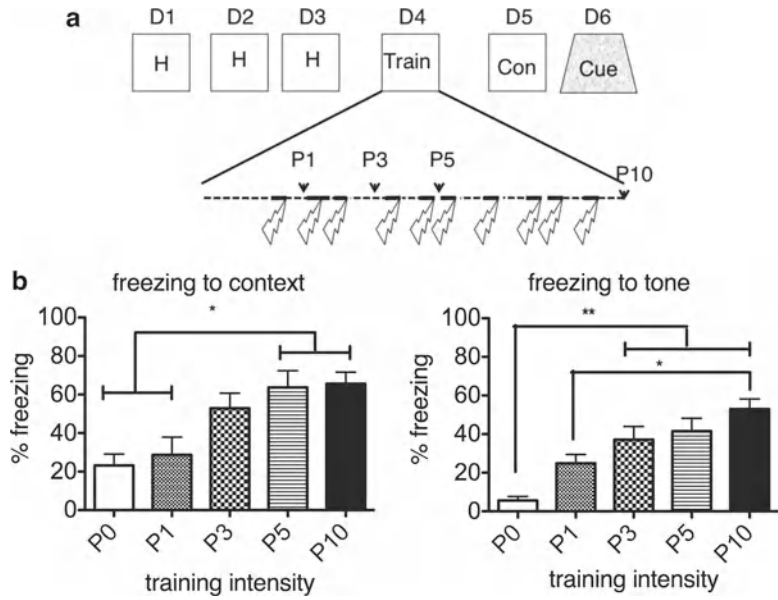 a
D1 D2 D3 D4 D5 D6
H H H Train Con Cue
P1 P3 P5 P10
b
freezing to context
*
% freezing
100
80
60
40
20
0
P0 P1 P3 P5 P10
training intensity
freezing to tone
**
*
% freezing
100
80
60
40
20
0
P0 P1 P3 P5 P10
training intensity